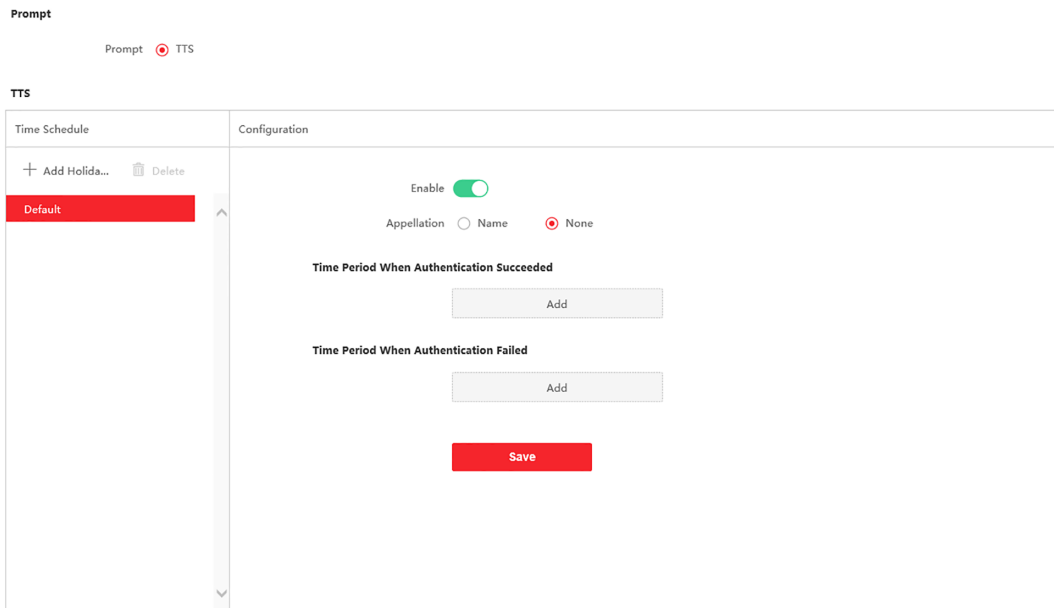 Prompt
Prompt TTS
TTS
Time Schedule Configuration
Add Holida... Delete
Default
Enable
Appellation Name None
Time Period When Authentication Succeeded
Add
Time Period When Authentication Failed
Add
Save